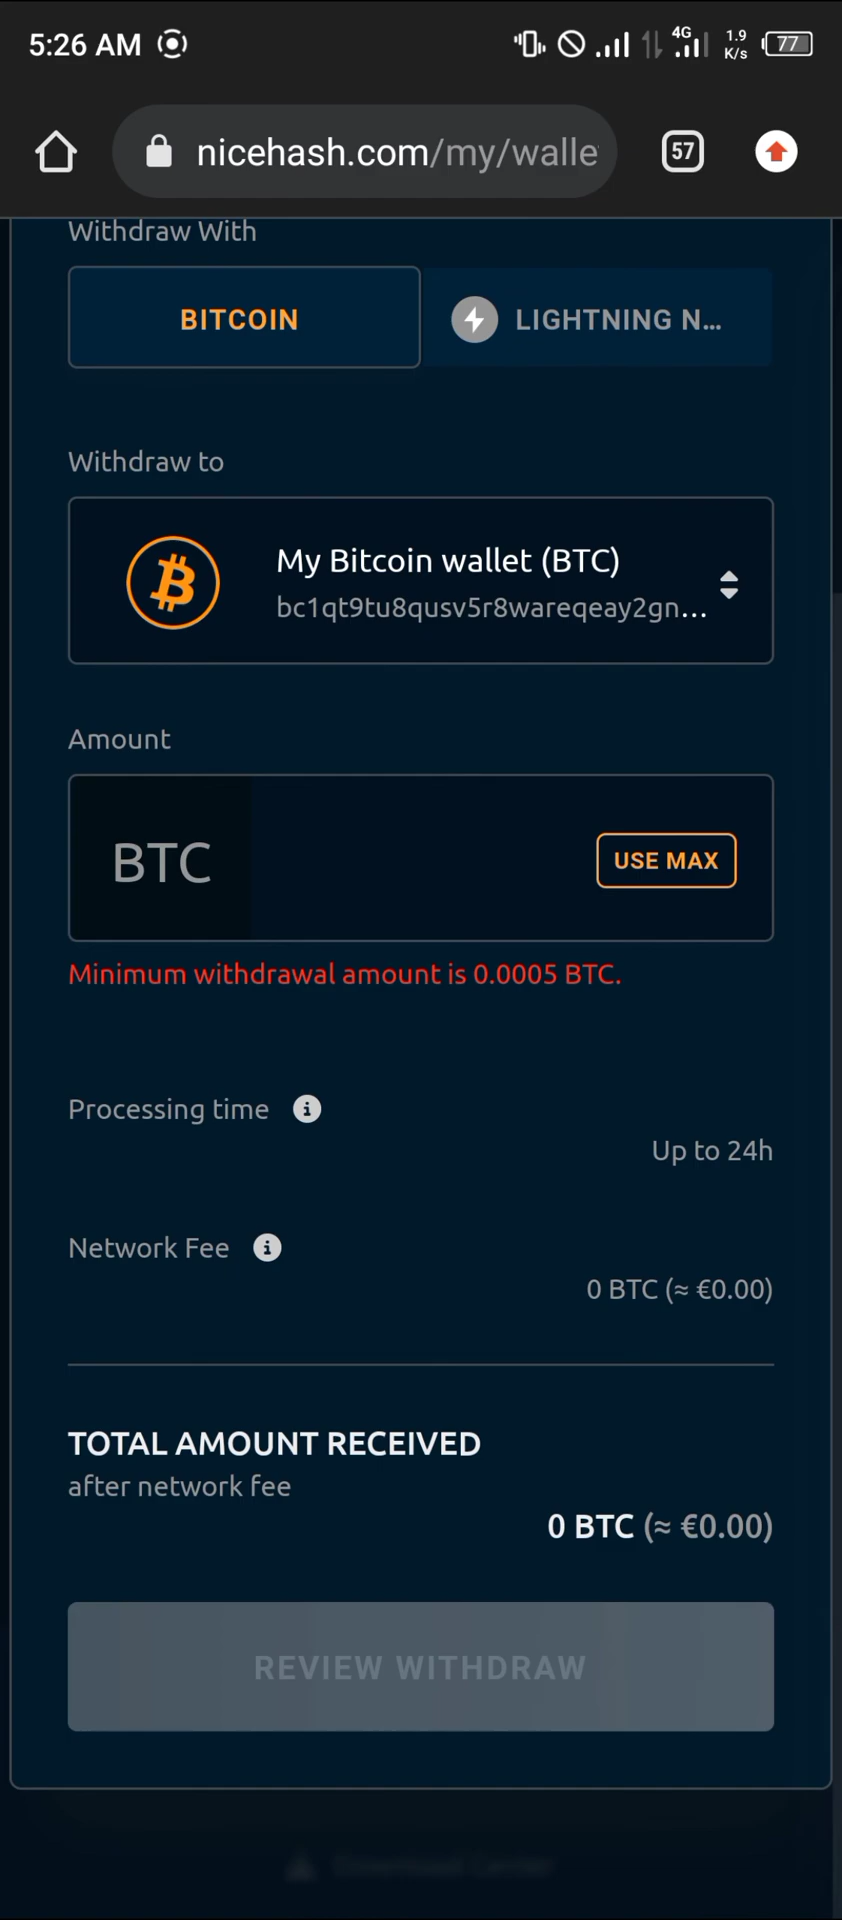 5:26 AM
4G
1.9
K/s
77
nicehash.com/my/walle
57
Withdraw With
BITCOIN
LIGHTNING N...
Withdraw to
My Bitcoin wallet (BTC)
bc1qt9tu8qusv5r8wareqeay2gn...
Amount
BTC
USE MAX
Minimum withdrawal amount is 0.0005 BTC.
Processing time
Up to 24h
Network Fee
0 BTC (≈ €0.00)
TOTAL AMOUNT RECEIVED
after network fee
0 BTC (≈ €0.00)
REVIEW WITHDRAW
Download Center